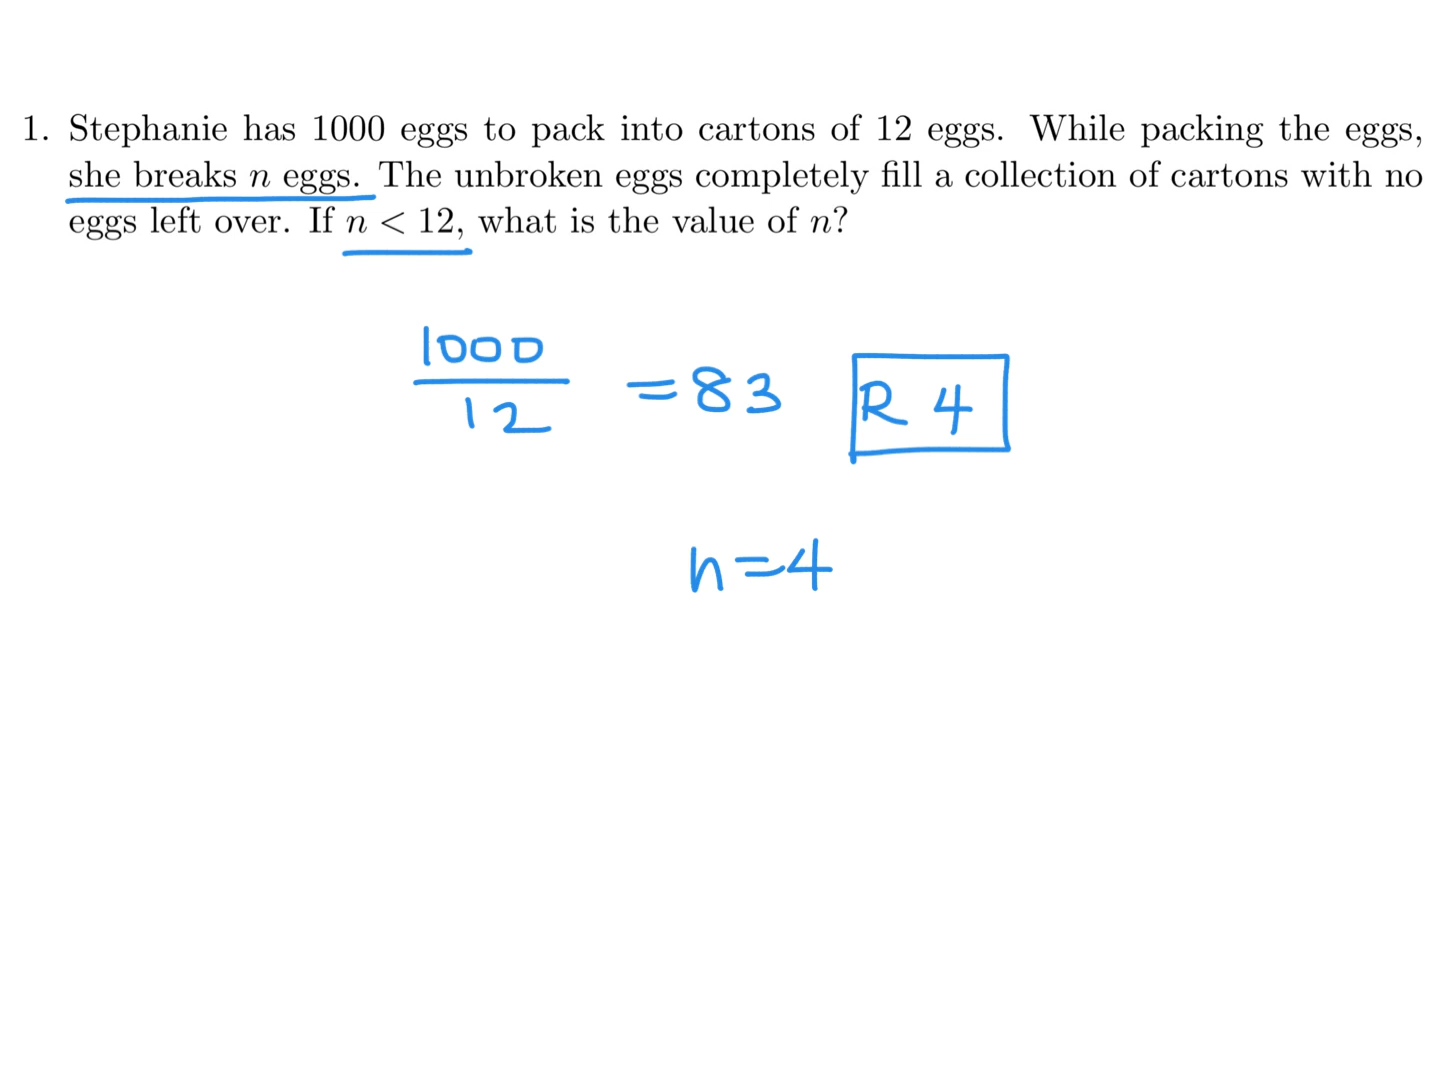 1. Stephanie has 1000 eggs to pack into cartons of 12 eggs. While packing the eggs,
she breaks n eggs. The unbroken eggs completely fill a collection of cartons with no
eggs left over. If n < 12, what is the value of n?
1000
12
= 83 R 4
n=4